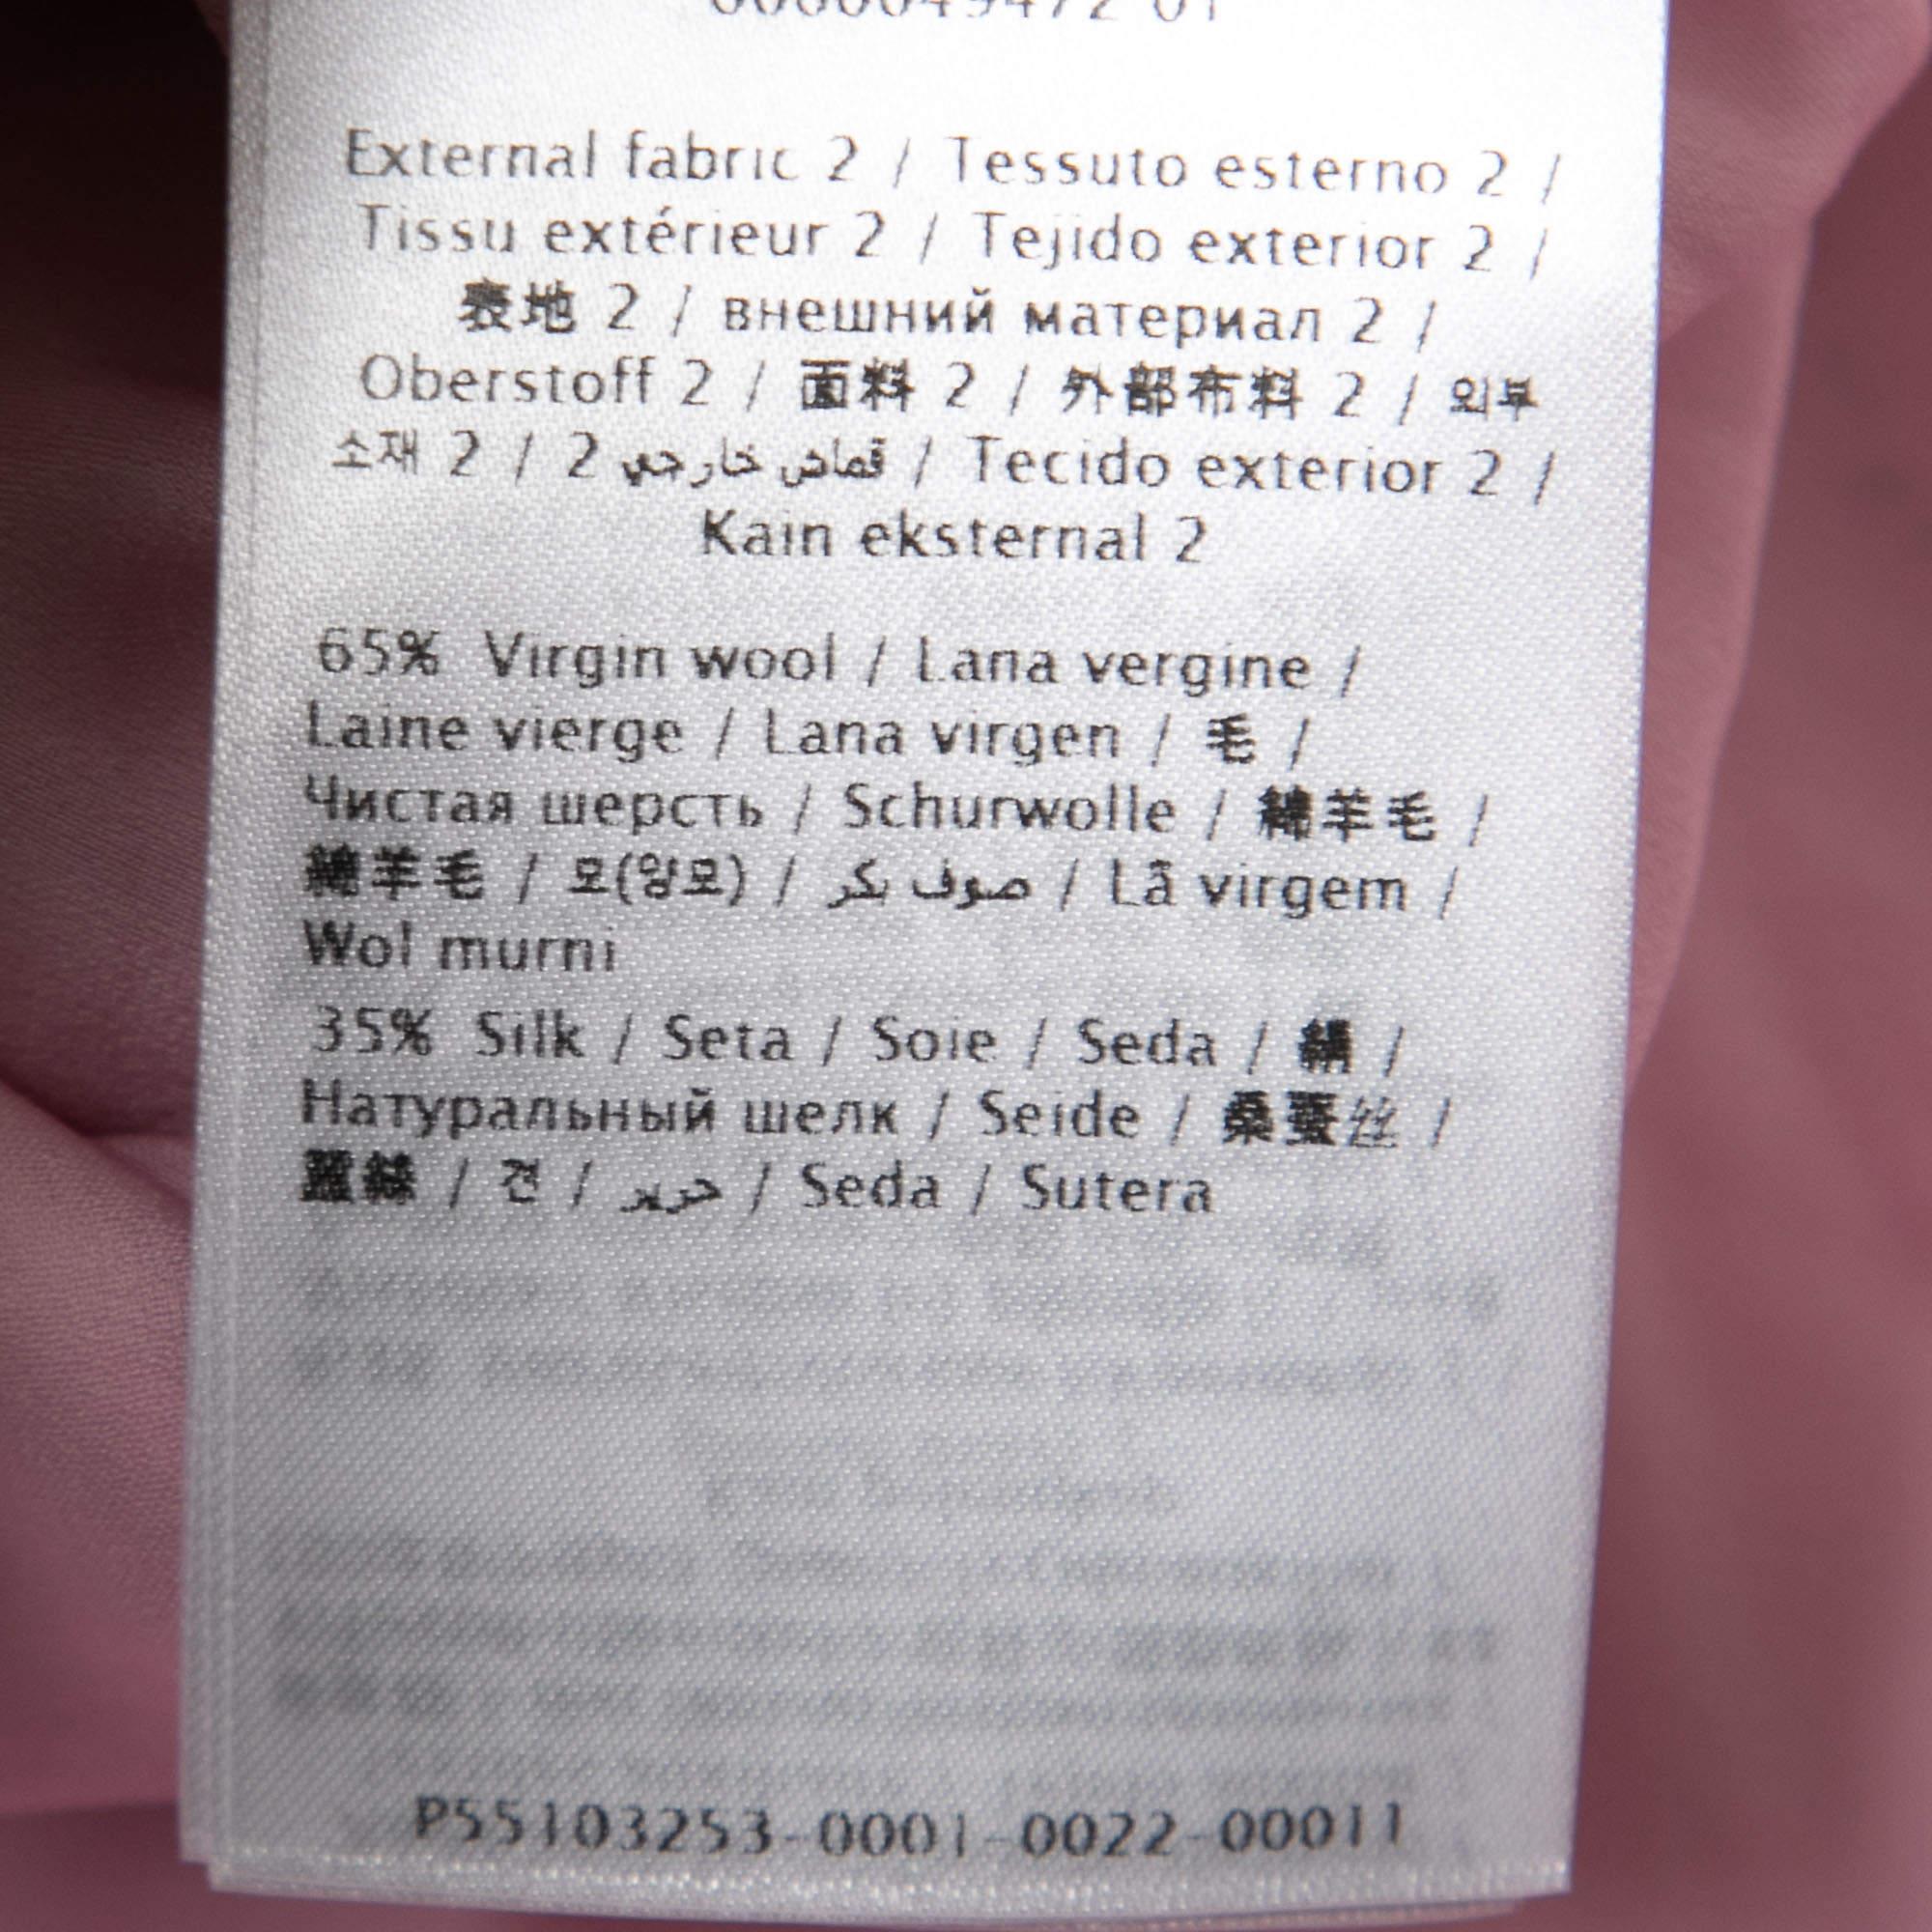 External fabric 2 / Tessuto esterno 2 /
Tissu extérieur 2 / Tejido exterior 2 /
表地 2 / внешний материал 2 /
Oberstoff 2 / 面料 2 / 外部布料 2 / 외부
소재 2 / قماش خارجي 2 / Tecido exterior 2 /
Kain eksternal 2
65% Virgin wool / Lana vergine /
Laine vierge / Lana virgen / 毛 /
Чистая шерсть / Schurwolle / 綿羊毛 /
綿羊毛 / 모(양모) / صوف بكر / Lã virgem /
Wol murni
35% Silk / Seta / Soie / Seda / 絹 /
Натуральный шелк / Seide / 桑蚕丝 /
蠶絲 / 견 / حرير / Seda / Sutera
P55103253-0001-0022-00011